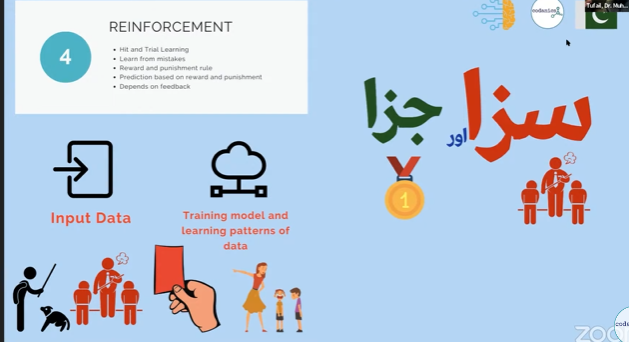 REINFORCEMENT
4
Hit and Trial Learning
Learn from mistakes
Reward and punishment rule
Prediction based on reward and punishment
Depends on feedback
codanics
Tufail, Dr. Muh...
سزا اور جزا
1
Input Data
Training model and
learning patterns of
data